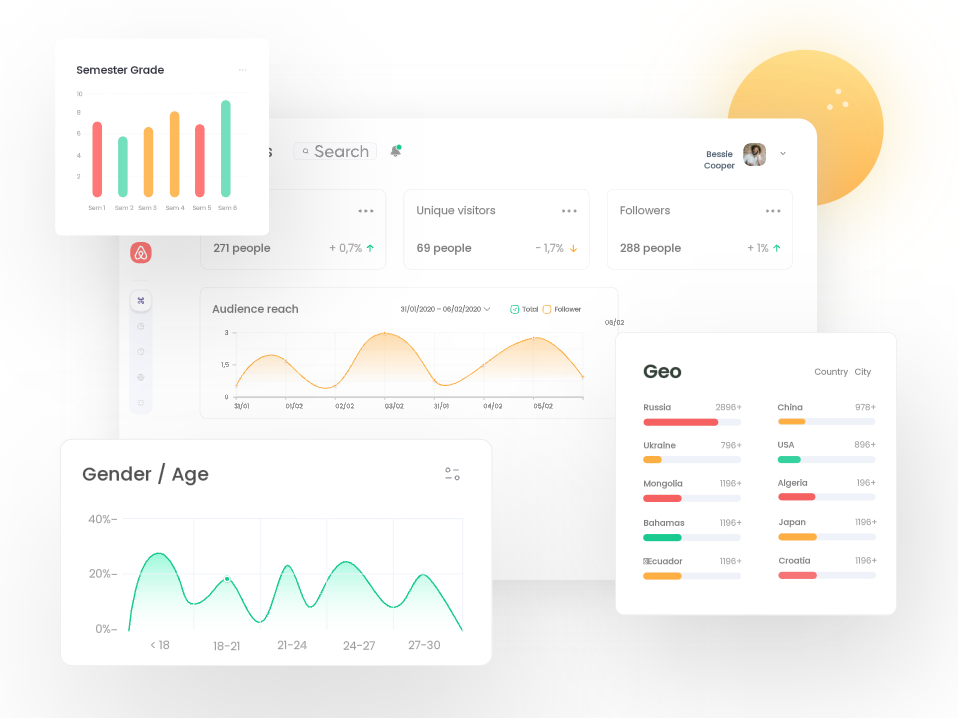 Semester Grade
10
8
6
4
2
Sem 1
Sem 2
Sem 3
Sem 4
Sem 5
Sem 6
s
Search
Bessie
Cooper
271 people
+ 0,7%
Unique visitors
69 people
- 1,7%
Followers
288 people
+ 1%
Audience reach
31/01/2020 – 06/02/2020
Total
Follower
3
1,5
0
31/01
01/02
02/02
03/02
31/01
04/02
05/02
06/02
Geo
Country
City
Russia
2896+
Ukraine
796+
Mongolia
1196+
Bahamas
1196+
Ecuador
1196+
China
978+
USA
896+
Algeria
196+
Japan
1196+
Croatia
1196+
Gender / Age
40%-
20%-
0%-
< 18
18-21
21-24
24-27
27-30